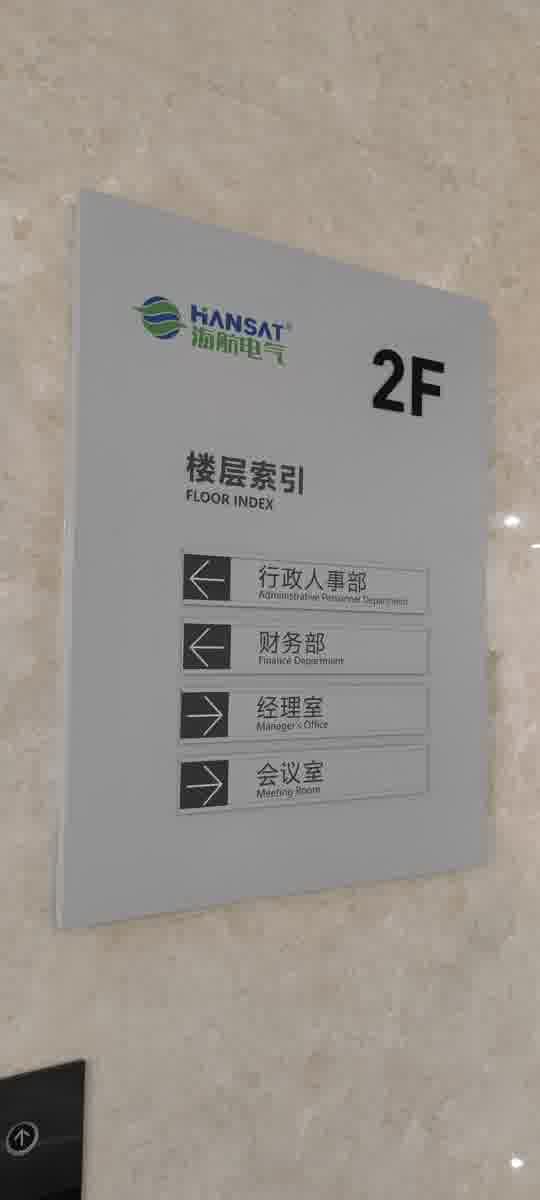 HANSAT®
海航电气
2F
楼层索引
FLOOR INDEX
行政人事部
Administrative Personnel Department
财务部
Finance Department
经理室
Manager's Office
会议室
Meeting Room